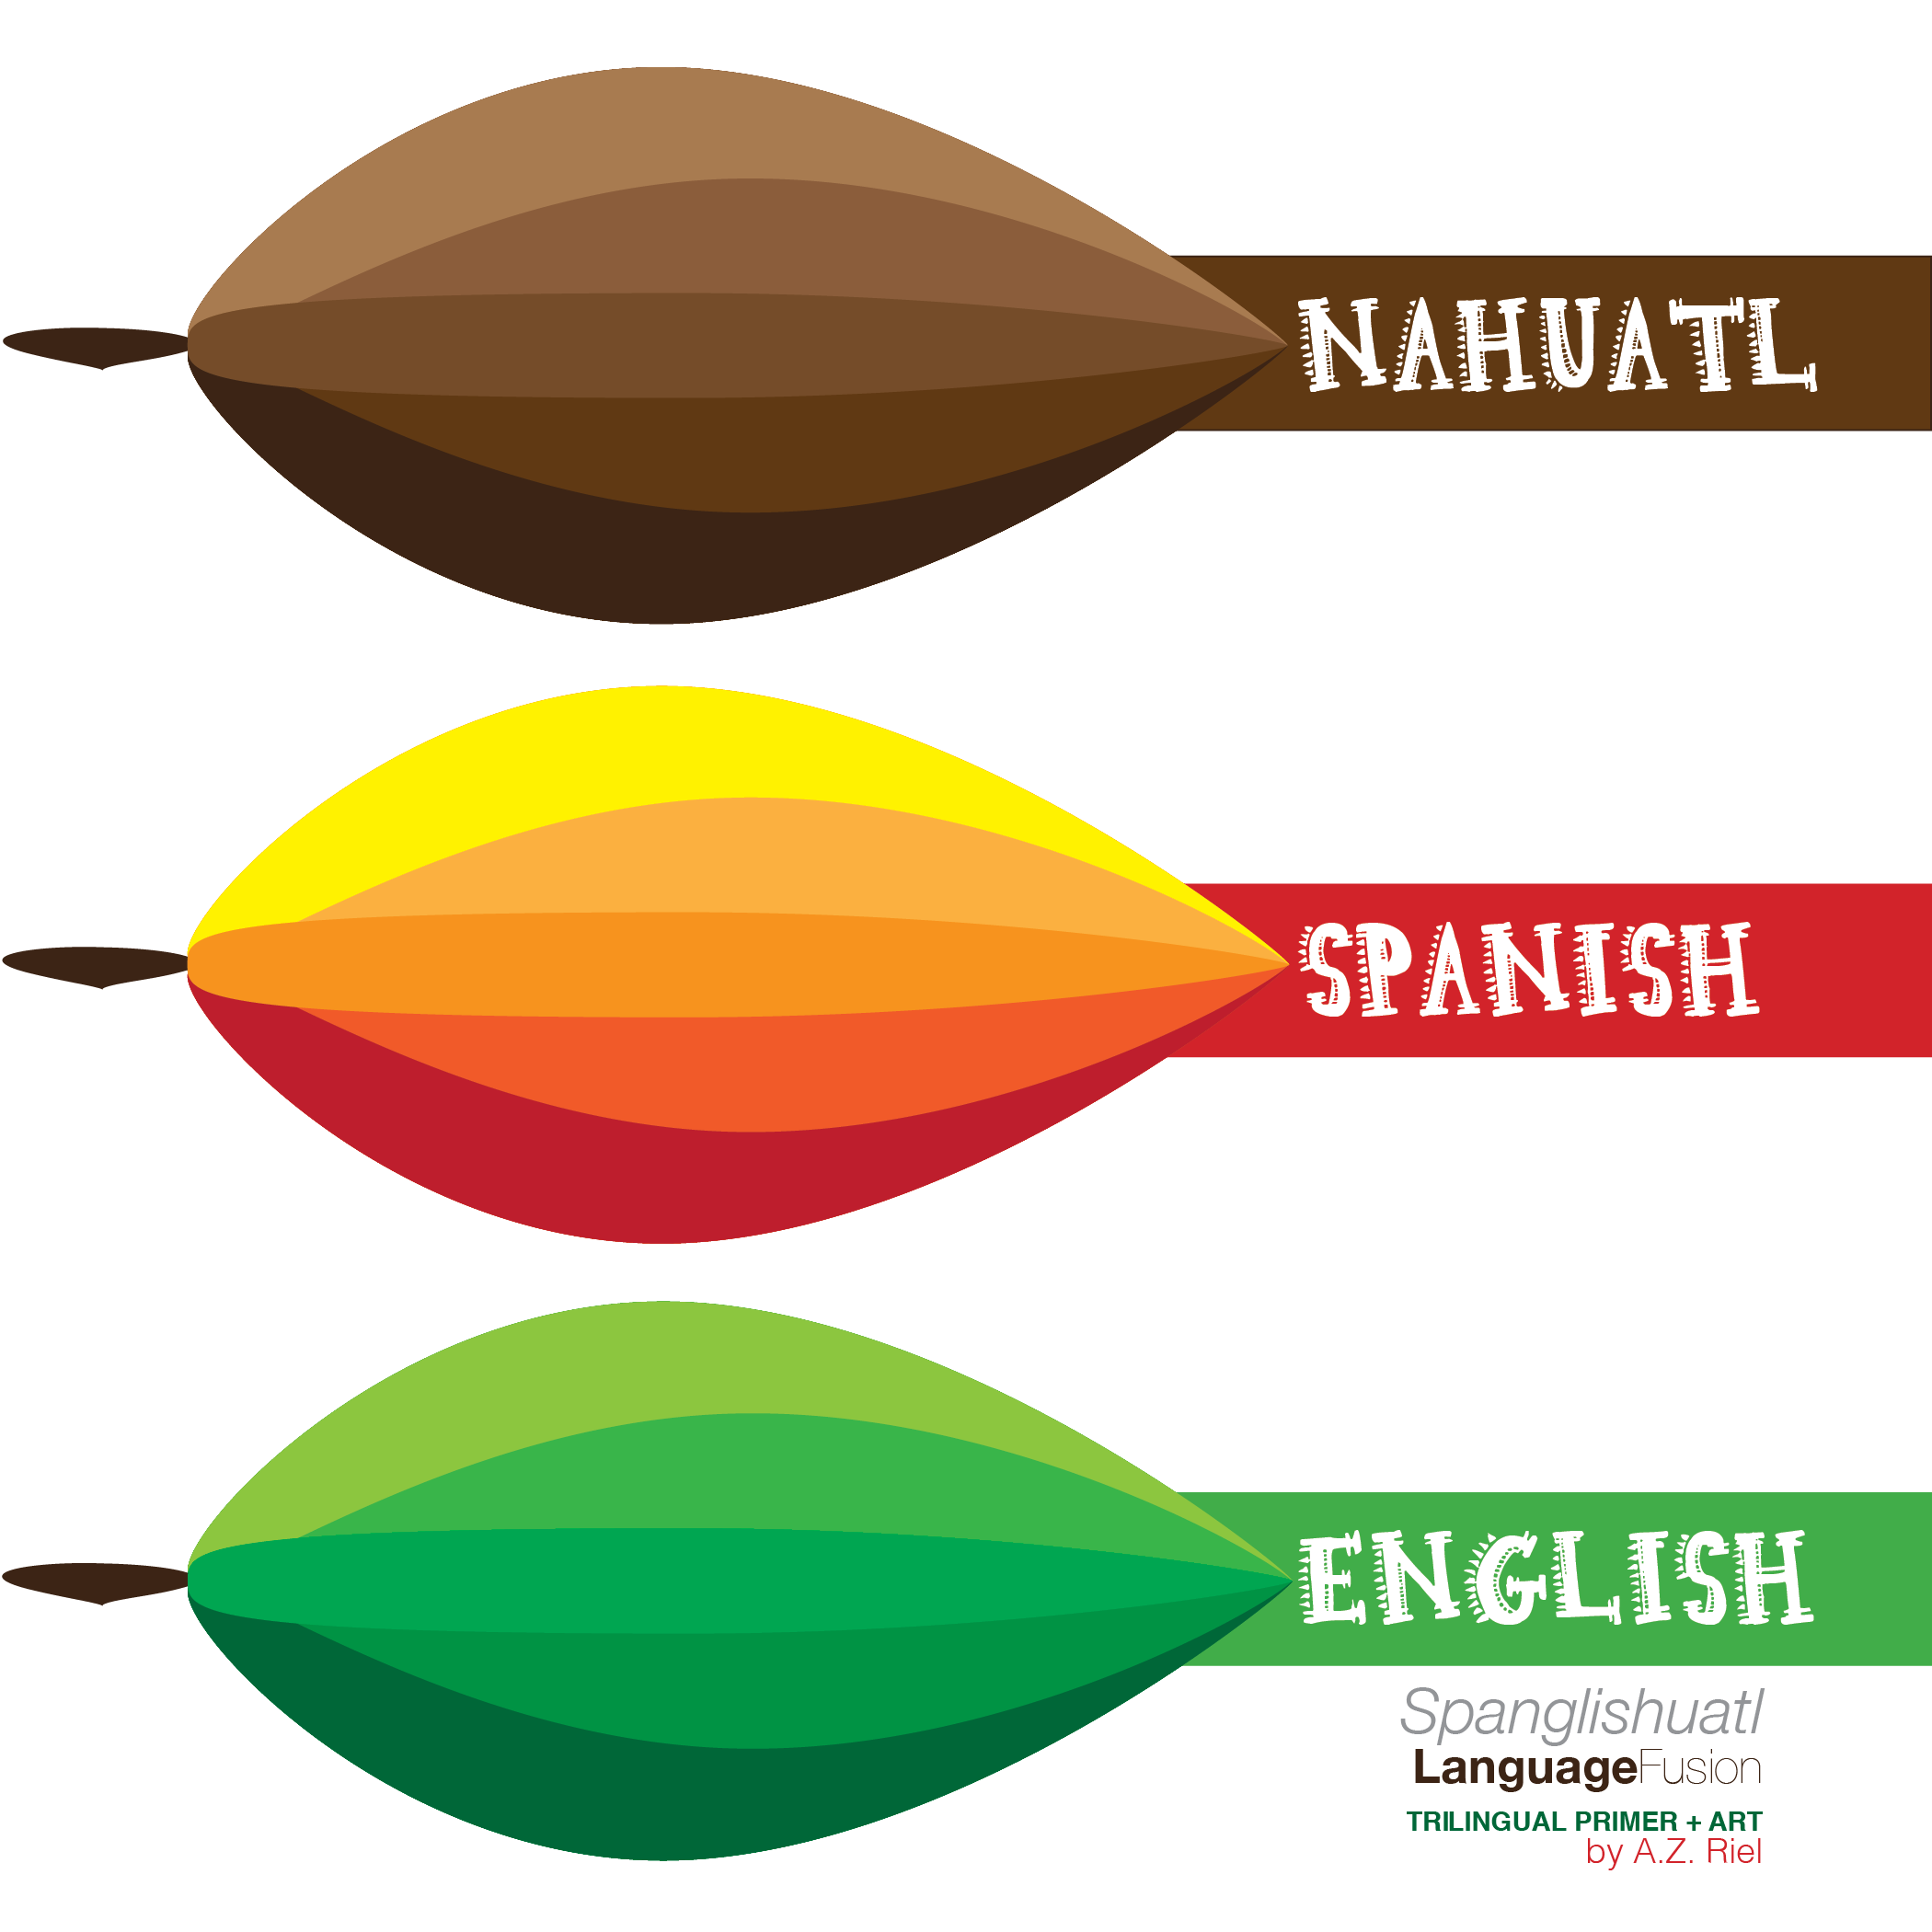 NAHUATL
SPANISH
ENGLISH
Spanglishuatl
LanguageFusion
TRILINGUAL PRIMER + ART
by A.Z. Riel